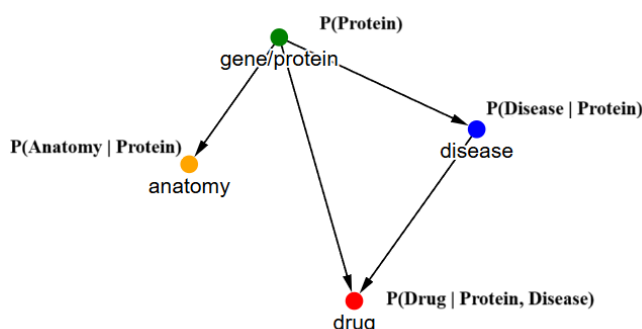 P(Protein)
gene/protein
P(Disease | Protein)
disease
P(Anatomy | Protein)
anatomy
P(Drug | Protein, Disease)
drug